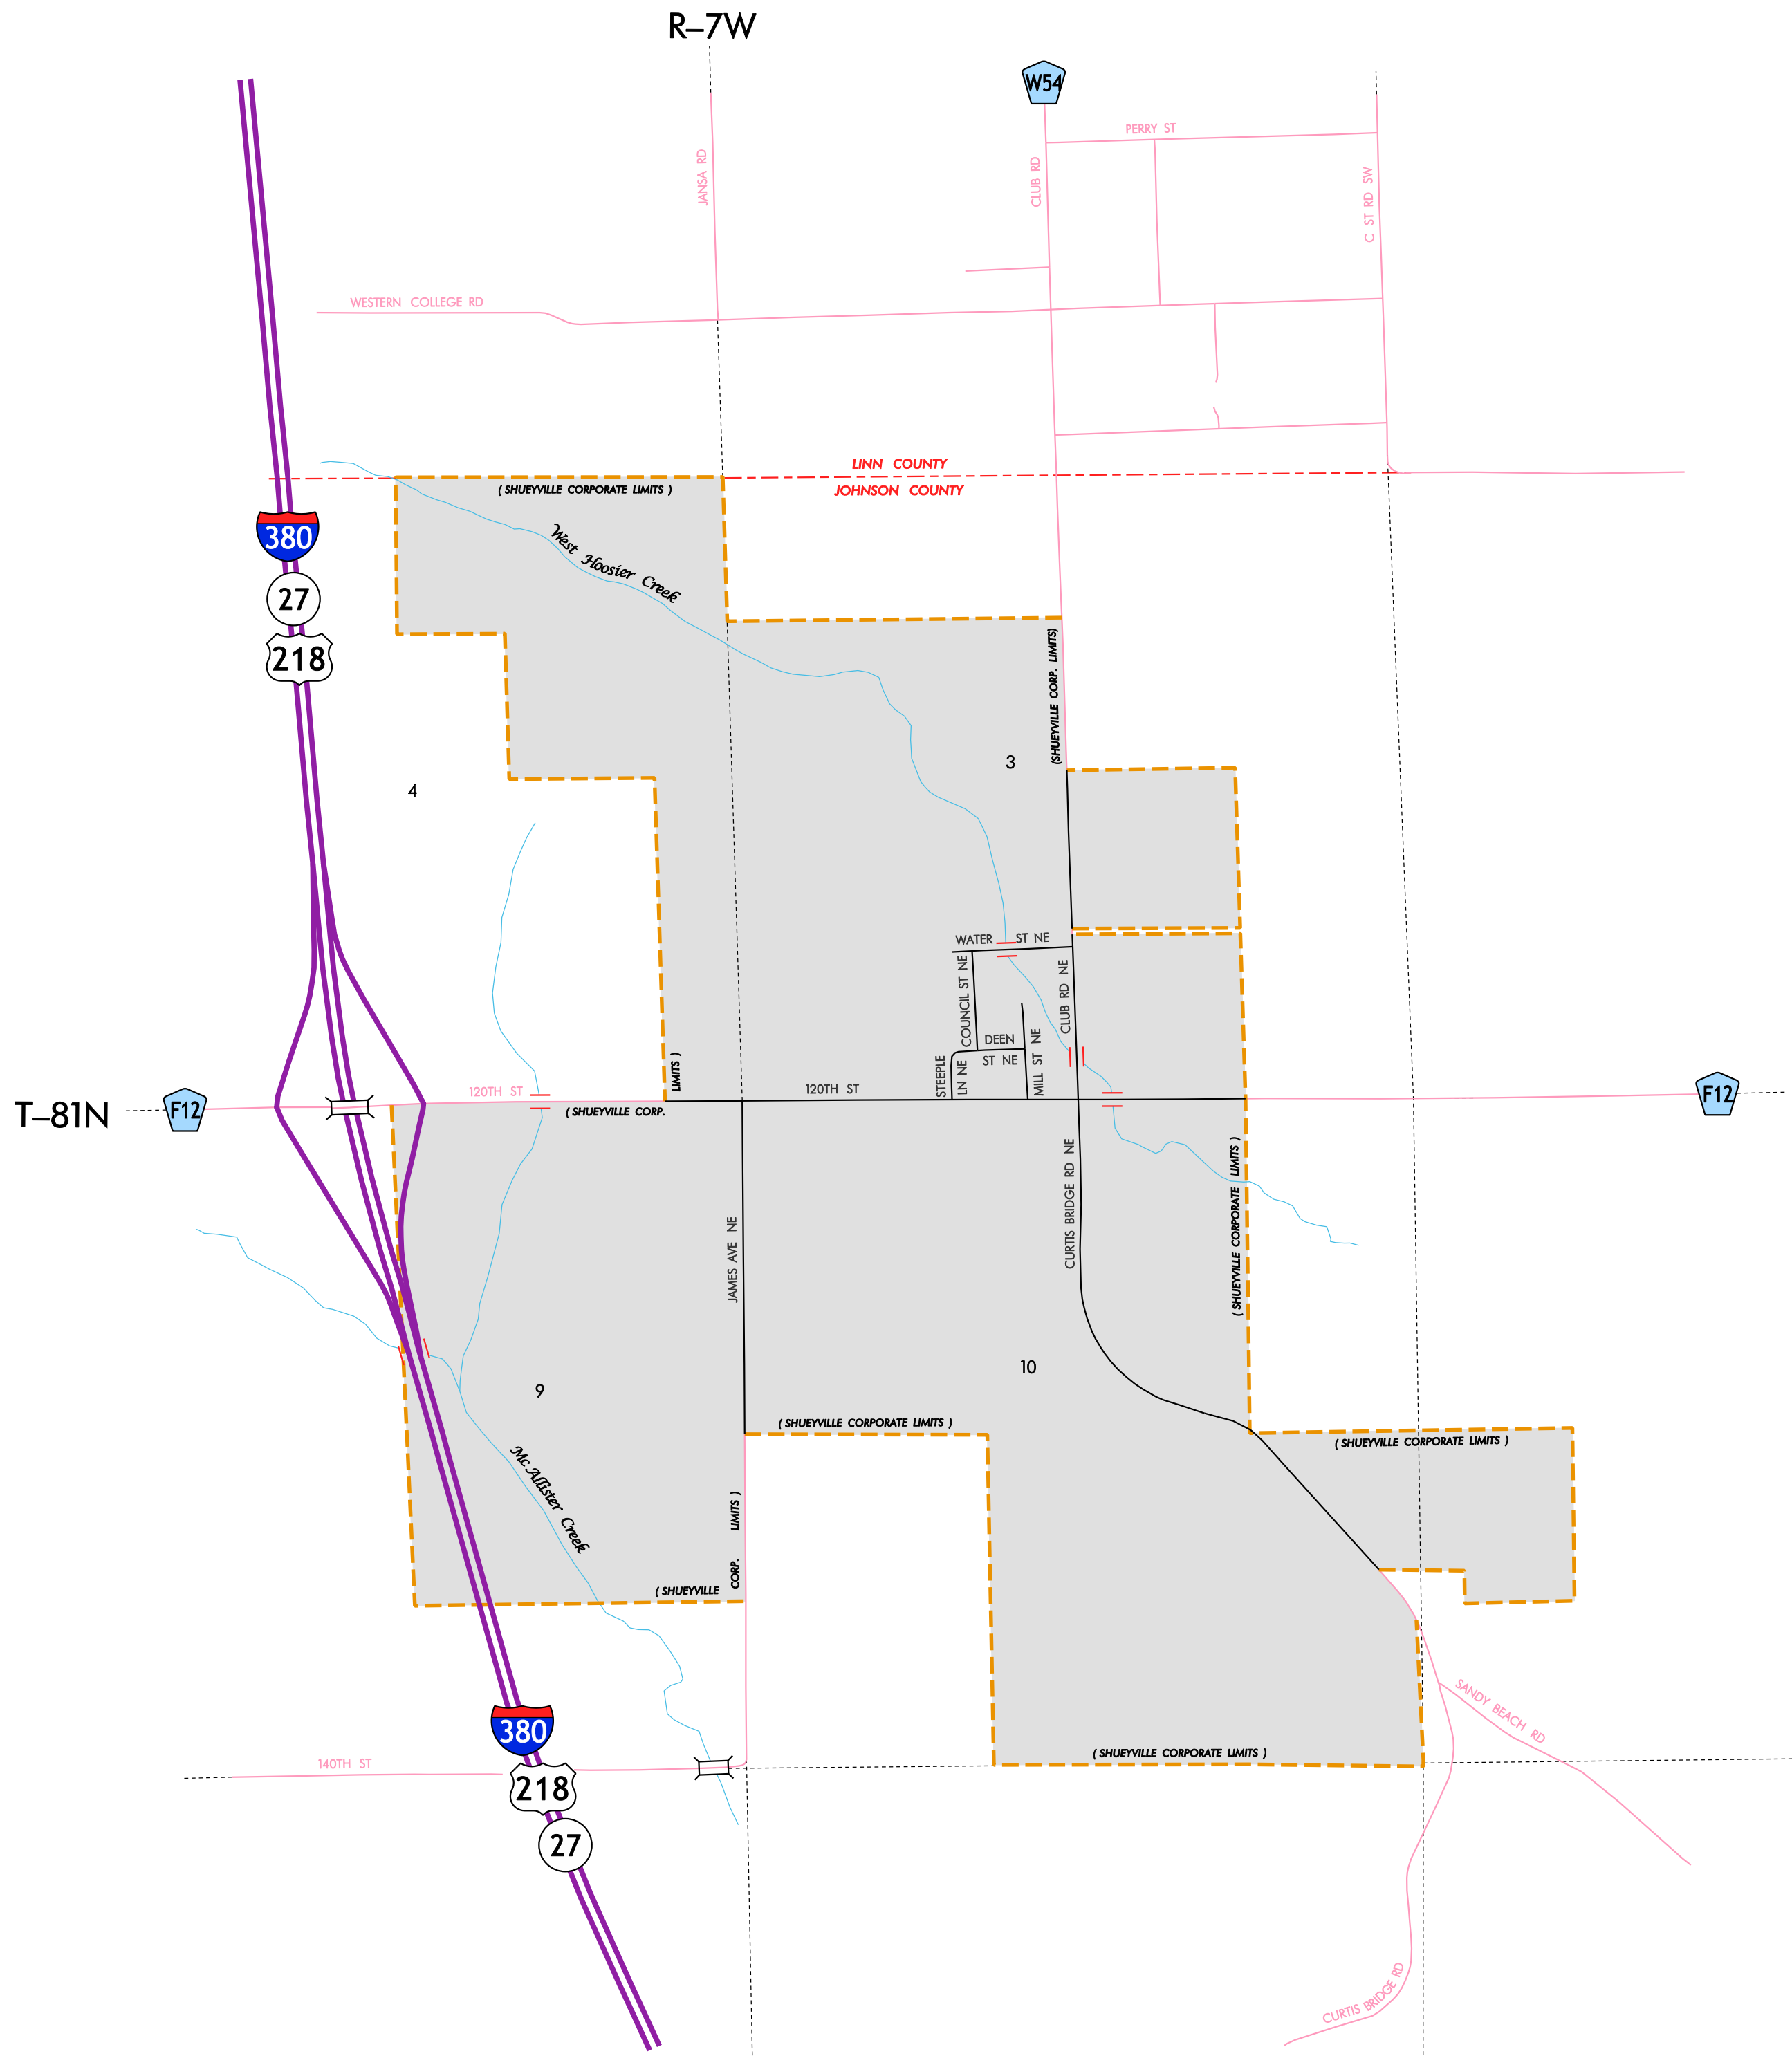 R–7W
W54
PERRY ST
JANSA RD
CLUB RD
C ST RD SW
WESTERN COLLEGE RD
LINN COUNTY
JOHNSON COUNTY
( SHUEYVILLE CORPORATE LIMITS )
380
West Hoosier Creek
27
218
(SHUEYVILLE CORP. LIMITS)
3
4
WATER ST NE
COUNCIL ST NE
CLUB RD NE
DEEN
ST NE
STEEPLE
LN NE
MILL ST NE
LIMITS )
120TH ST
120TH ST
F12
F12
T–81N
( SHUEYVILLE CORP.
CURTIS BRIDGE RD NE
( SHUEYVILLE CORPORATE LIMITS )
JAMES AVE NE
10
9
( SHUEYVILLE CORPORATE LIMITS )
( SHUEYVILLE CORPORATE LIMITS )
McAllister Creek
CORP. LIMITS )
( SHUEYVILLE
SANDY BEACH RD
380
( SHUEYVILLE CORPORATE LIMITS )
140TH ST
218
27
CURTIS BRIDGE RD